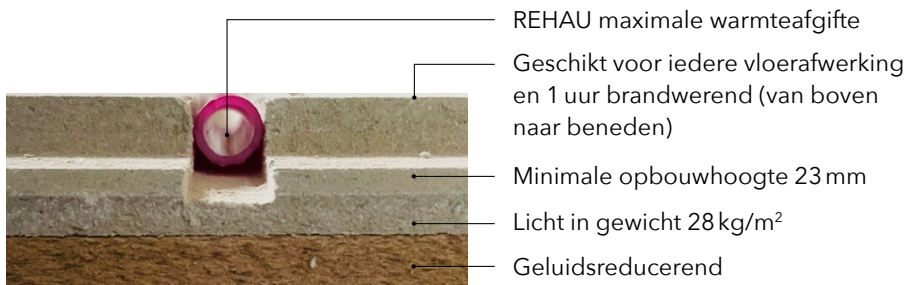 REHAU maximale warmteafgifte
Geschikt voor iedere vloerafwerking
en 1 uur brandwerend (van boven
naar beneden)
Minimale opbouwhoogte 23 mm
Licht in gewicht 28 kg/m²
Geluidsreducerend